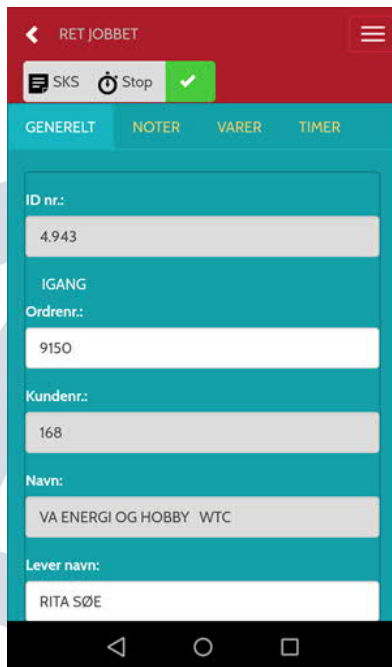 RET JOBBET
SKS Stop
GENERELT NOTER VARER TIMER
ID nr.:
4.943
IGANG
Ordrenr.:
9150
Kundenr.:
168
Navn:
VA ENERGI OG HOBBY WTC
Lever navn:
RITA SØE